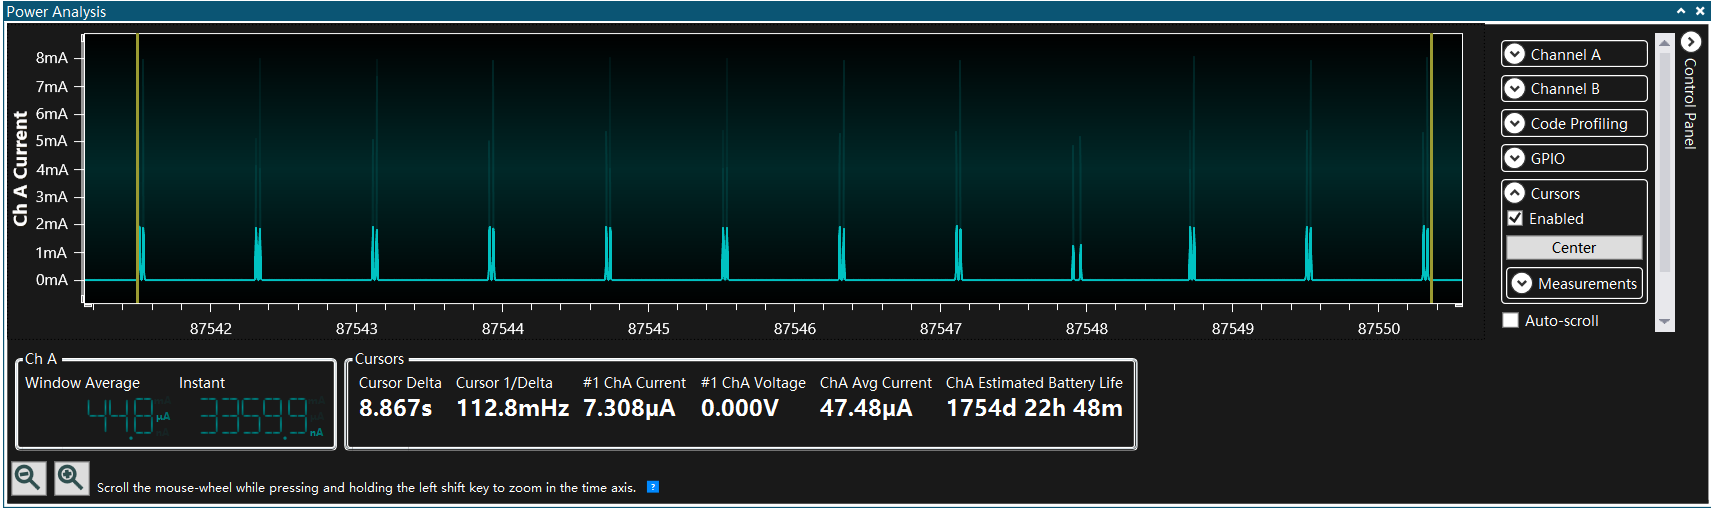 Power Analysis
8mA
7mA
6mA
5mA
4mA
3mA
2mA
1mA
0mA
Ch A Current
87542 87543 87544 87545 87546 87547 87548 87549 87550
Channel A
Channel B
Code Profiling
GPIO
Cursors
Enabled
Center
Measurements
Auto-scroll
Control Panel
Ch A
Window Average Instant
44.8 µA 3359.9 nA
Cursors
Cursor Delta Cursor 1/Delta #1 ChA Current #1 ChA Voltage ChA Avg Current ChA Estimated Battery Life
8.867s 112.8mHz 7.308µA 0.000V 47.48µA 1754d 22h 48m
Scroll the mouse-wheel while pressing and holding the left shift key to zoom in the time axis. ?